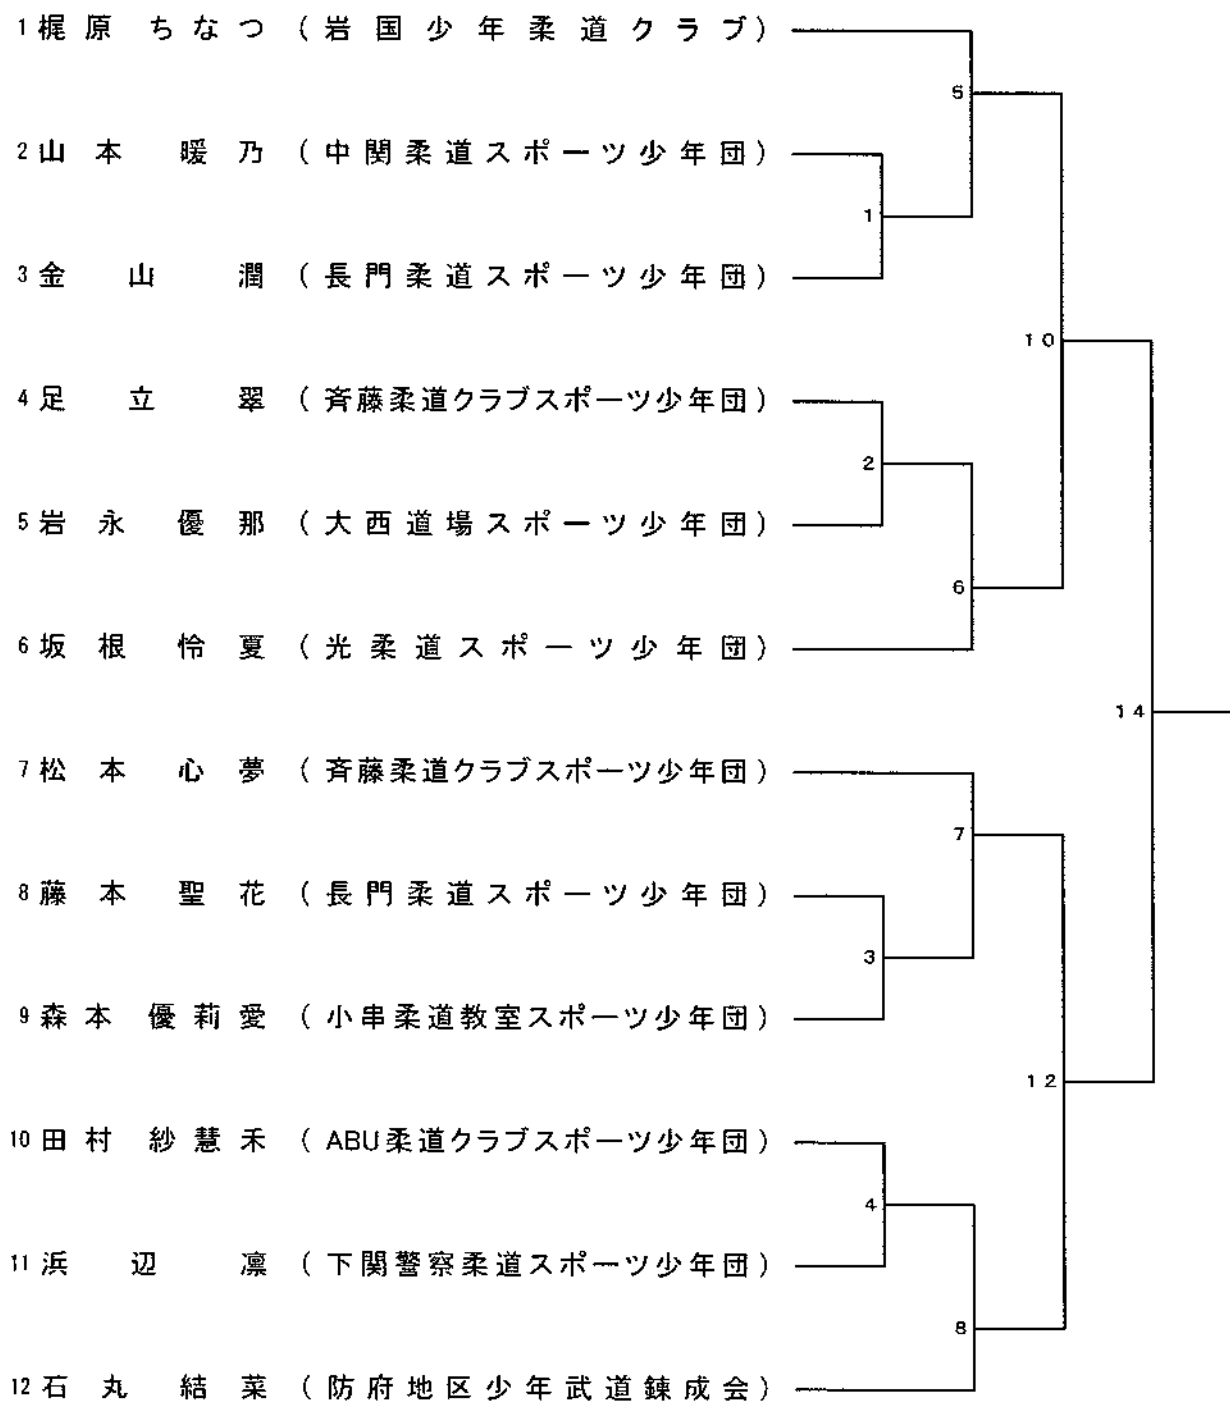 1 梶原 ちなつ (岩国少年柔道クラブ)
5
2 山本 暖乃 (中関柔道スポーツ少年団)
1
3 金山 潤 (長門柔道スポーツ少年団)
10
4 足立 翠 (斉藤柔道クラブスポーツ少年団)
2
5 岩永 優那 (大西道場スポーツ少年団)
6
6 坂根 怜夏 (光柔道スポーツ少年団)
14
7 松本 心夢 (斉藤柔道クラブスポーツ少年団)
7
8 藤本 聖花 (長門柔道スポーツ少年団)
3
9 森本 優莉愛 (小串柔道教室スポーツ少年団)
12
10 田村 紗慧禾 (ABU柔道クラブスポーツ少年団)
4
11 浜辺 凛 (下関警察柔道スポーツ少年団)
8
12 石丸 結菜 (防府地区少年武道錬成会)